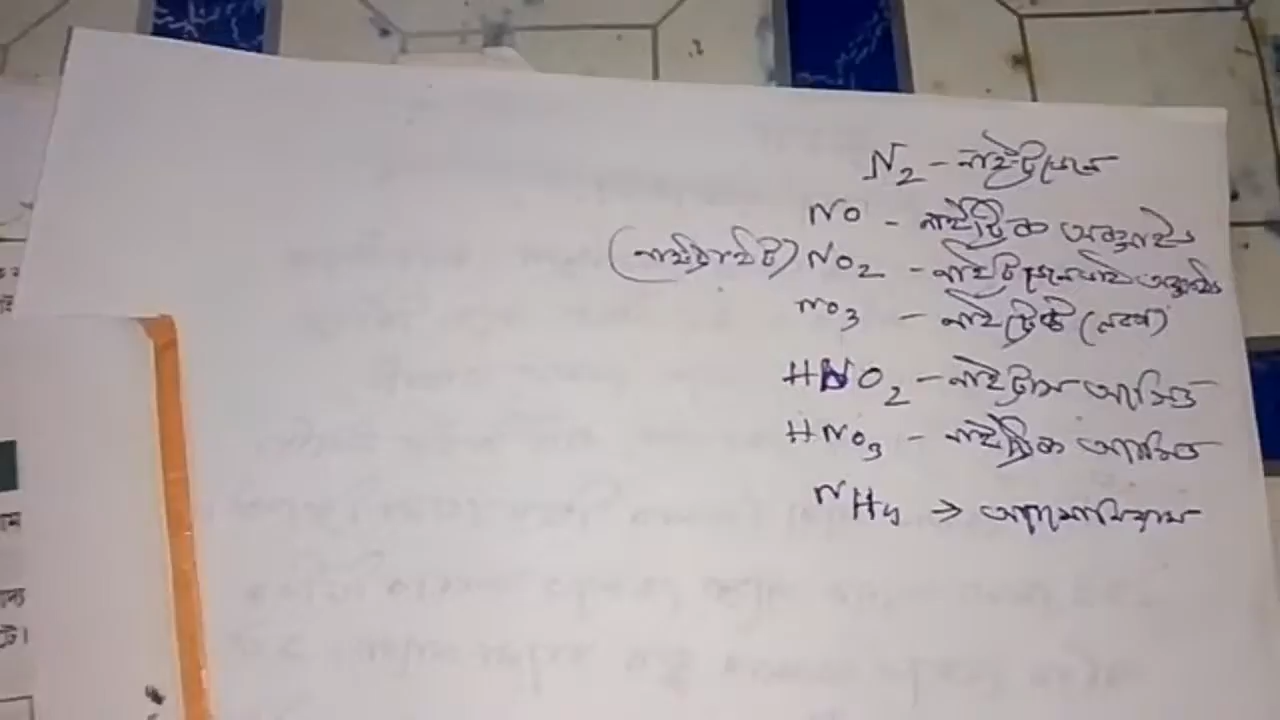 N₂ - নাইট্রোজেন
NO - নাইট্রিক অক্সাইড
(নাইট্রাইট) NO₂ - নাইট্রোজেন ডাই অক্সাইড
NO₃ - নাইট্রেট (লবণ)
HNO₂ - নাইট্রাস অ্যাসিড
HNO₃ - নাইট্রিক অ্যাসিড
NH₄ → অ্যামোনিয়াম